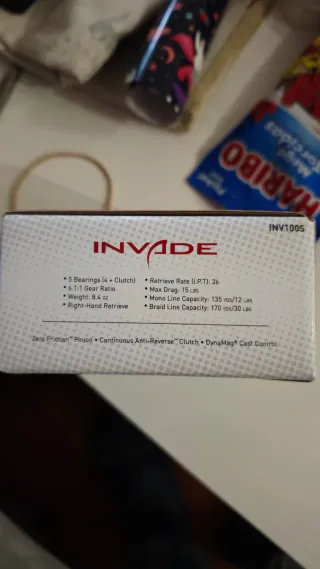 HARIBO
INV100S
INVADE
• 5 Bearings (4 + Clutch)
• 6.1:1 Gear Ratio
• Weight: 8.4 oz
• Right-Hand Retrieve
• Retrieve Rate (I.P.T): 26
• Max Drag: 15 LBS
• Mono Line Capacity: 135 YDS/12 LBS
• Braid Line Capacity: 170 YDS/30 LBS
Zero Friction™ Pinion • Continuous Anti-Reverse™ Clutch • DynaMag® Cast Control